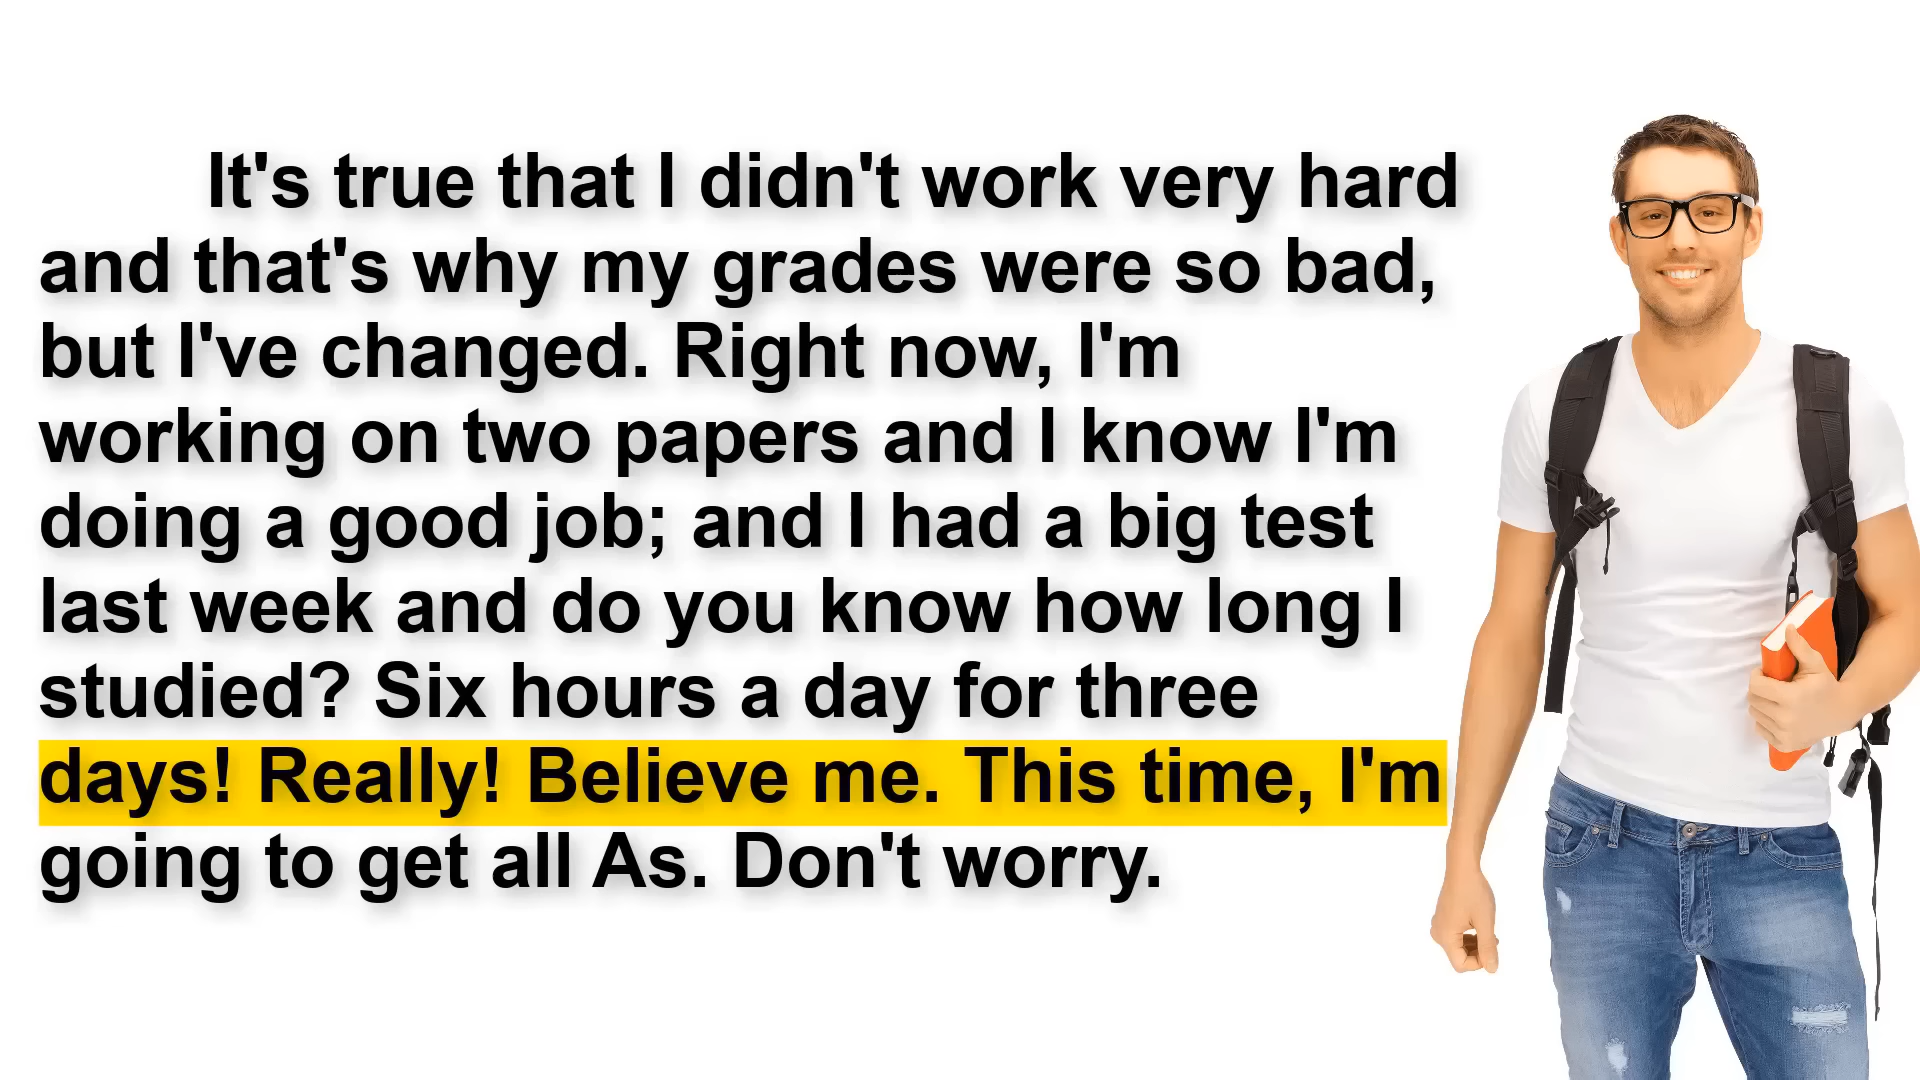 It's true that I didn't work very hard
and that's why my grades were so bad,
but I've changed. Right now, I'm
working on two papers and I know I'm
doing a good job; and I had a big test
last week and do you know how long I
studied? Six hours a day for three
days! Really! Believe me. This time, I'm
going to get all As. Don't worry.